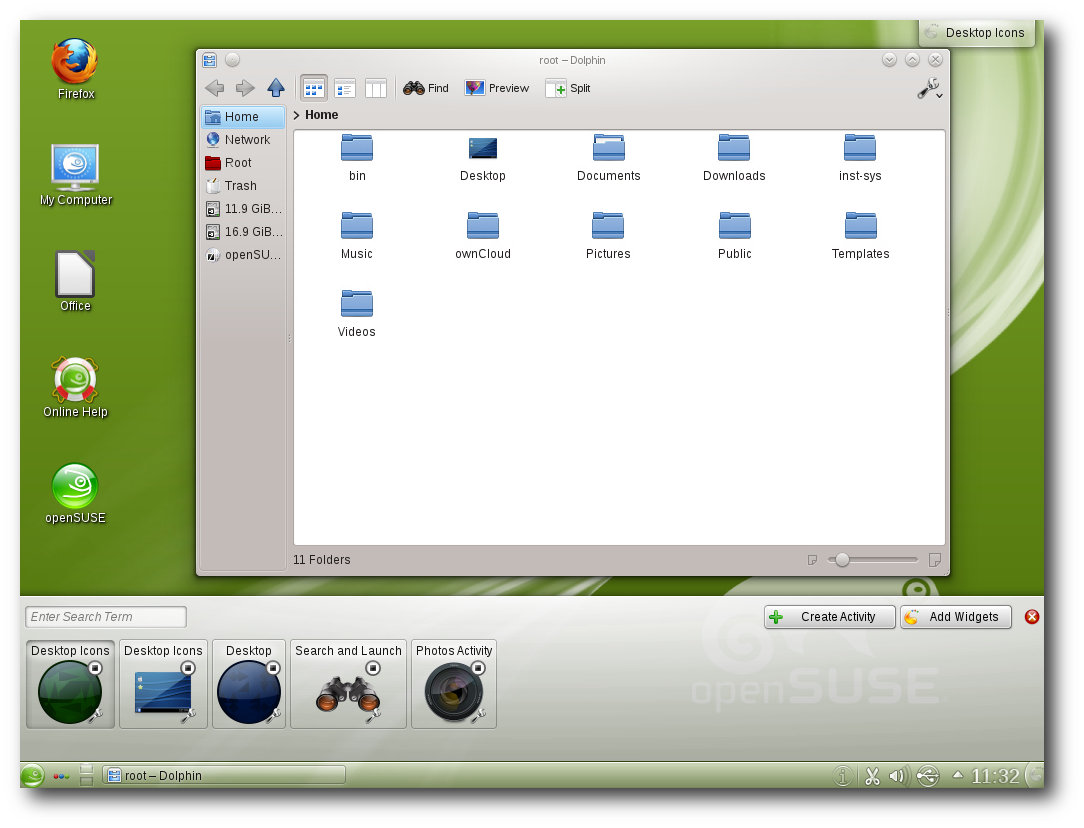 Desktop Icons
root – Dolphin
Find Preview Split
Home
Network
Root
Trash
11.9 GiB...
16.9 GiB...
openSU...
> Home
bin Desktop Documents Downloads inst-sys
Music ownCloud Pictures Public Templates
Videos
11 Folders
Firefox
My Computer
Office
Online Help
openSUSE
Enter Search Term
Create Activity Add Widgets
Desktop Icons Desktop Icons Desktop Search and Launch Photos Activity
openSUSE
root – Dolphin
11:32